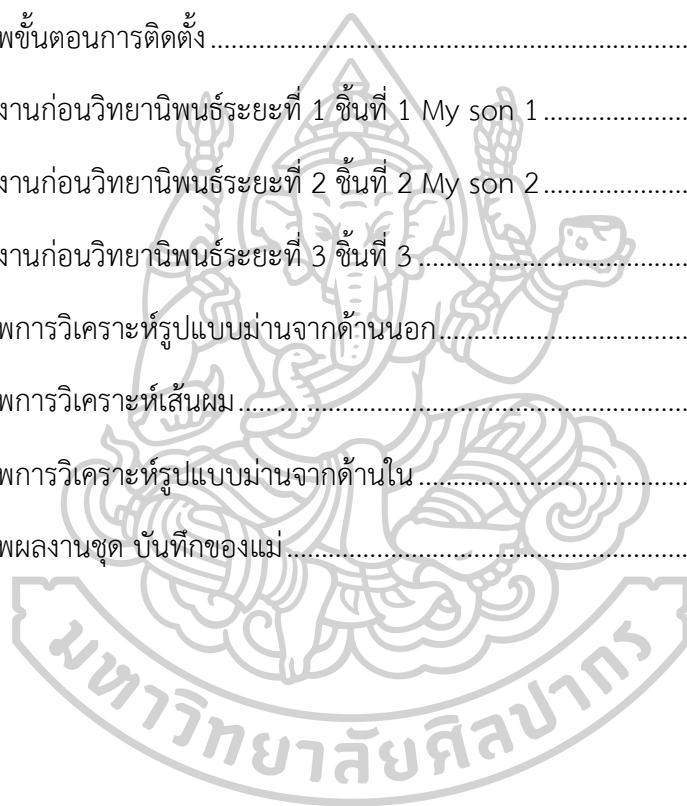 พขั้นตอนการติดตั้ง
งานก่อนวิทยานิพนธ์ระยะที่ 1 ชิ้นที่ 1 My son 1
งานก่อนวิทยานิพนธ์ระยะที่ 2 ชิ้นที่ 2 My son 2
งานก่อนวิทยานิพนธ์ระยะที่ 3 ชิ้นที่ 3
พการวิเคราะห์รูปแบบม่านจากด้านนอก
พการวิเคราะห์เส้นผม
พการวิเคราะห์รูปแบบม่านจากด้านใน
พผลงานชุด บันทึกของแม่
มหาวิทยาลัยศิลปากร